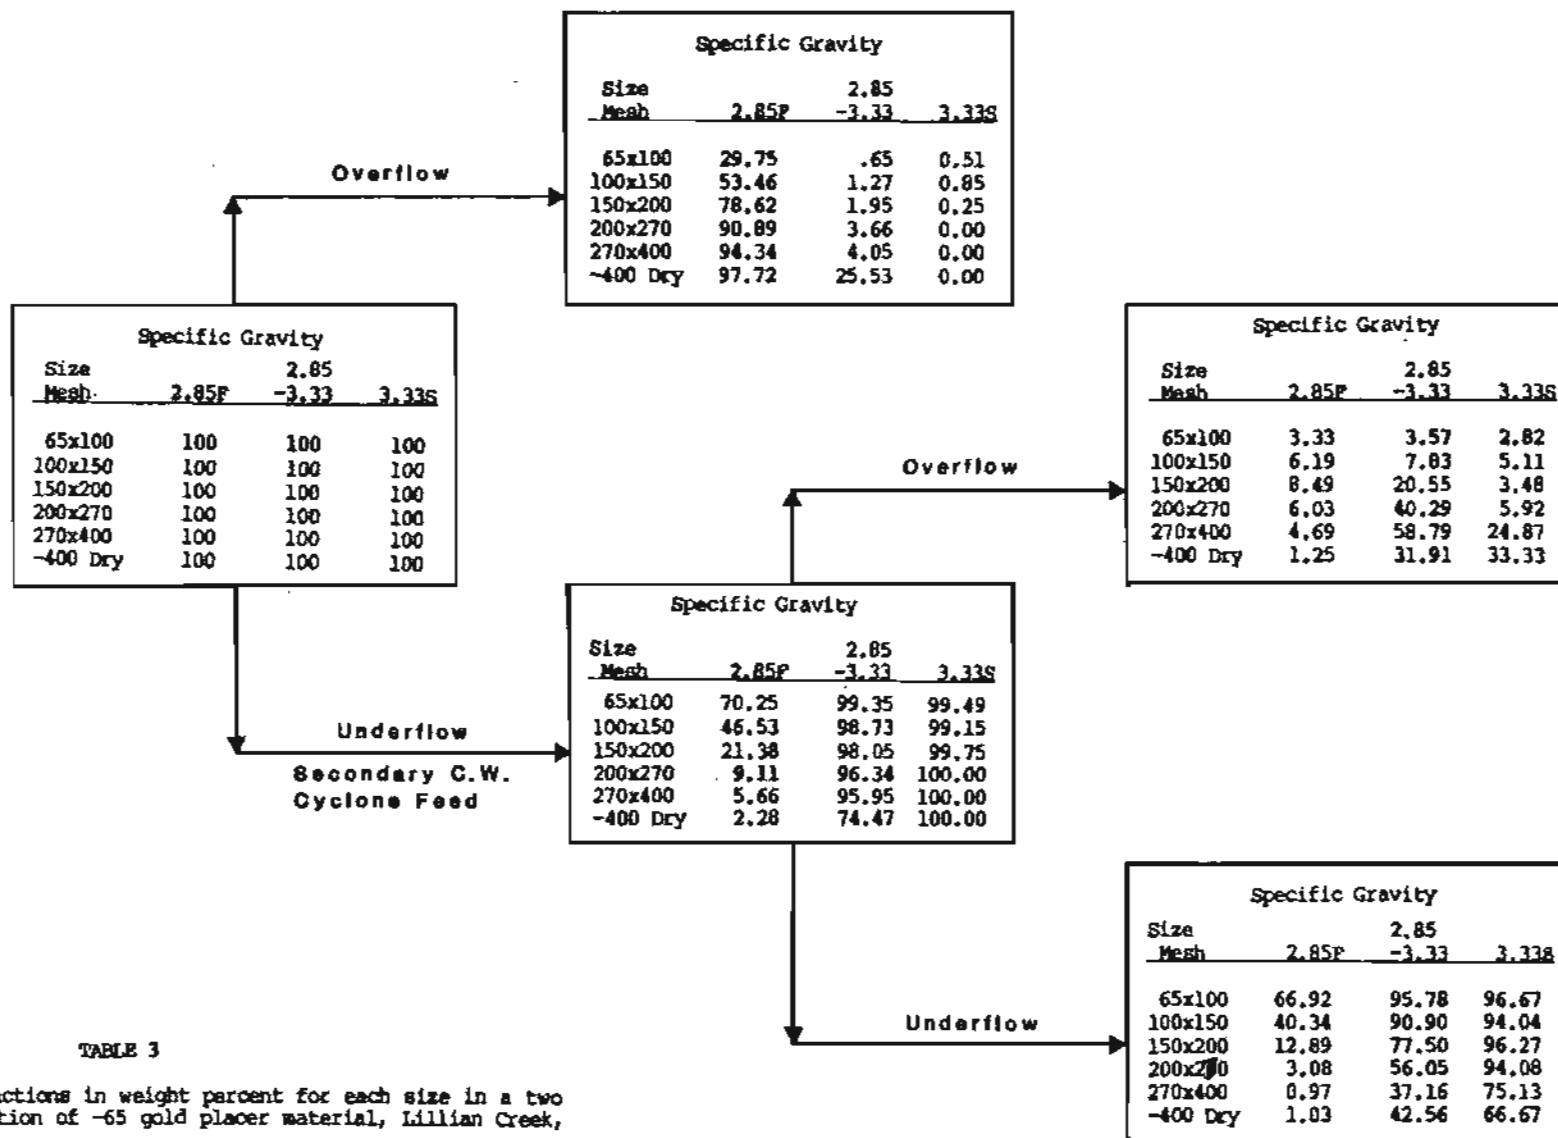 Specific Gravity
Size 2.85
Mesh 2.85F -3.33 3.33S
65x100 29.75 .65 0.51
100x150 53.46 1.27 0.85
150x200 78.62 1.95 0.25
200x270 90.89 3.66 0.00
270x400 94.34 4.05 0.00
-400 Dry 97.72 25.53 0.00
Overflow
Specific Gravity
Size 2.85
Mesh 2.85F -3.33 3.33S
65x100 100 100 100
100x150 100 100 100
150x200 100 100 100
200x270 100 100 100
270x400 100 100 100
-400 Dry 100 100 100
Specific Gravity
Size 2.85
Mesh 2.85F -3.33 3.33S
65x100 3.33 3.57 2.82
100x150 6.19 7.83 5.11
150x200 8.49 20.55 3.48
200x270 6.03 40.29 5.92
270x400 4.69 58.79 24.87
-400 Dry 1.25 31.91 33.33
Overflow
Underflow
Secondary C.W.
Cyclone Feed
Specific Gravity
Size 2.85
Mesh 2.85F -3.33 3.33S
65x100 70.25 99.35 99.49
100x150 46.53 98.73 99.15
150x200 21.38 98.05 99.75
200x270 9.11 96.34 100.00
270x400 5.66 95.95 100.00
-400 Dry 2.28 74.47 100.00
Underflow
Specific Gravity
Size 2.85
Mesh 2.85F -3.33 3.33S
65x100 66.92 95.78 96.67
100x150 40.34 90.90 94.04
150x200 12.89 77.50 96.27
200x270 3.08 56.05 94.08
270x400 0.97 37.16 75.13
-400 Dry 1.03 42.56 66.67
TABLE 3
ctions in weight percent for each size in a two
tion of -65 gold placer material, Lillian Creek,